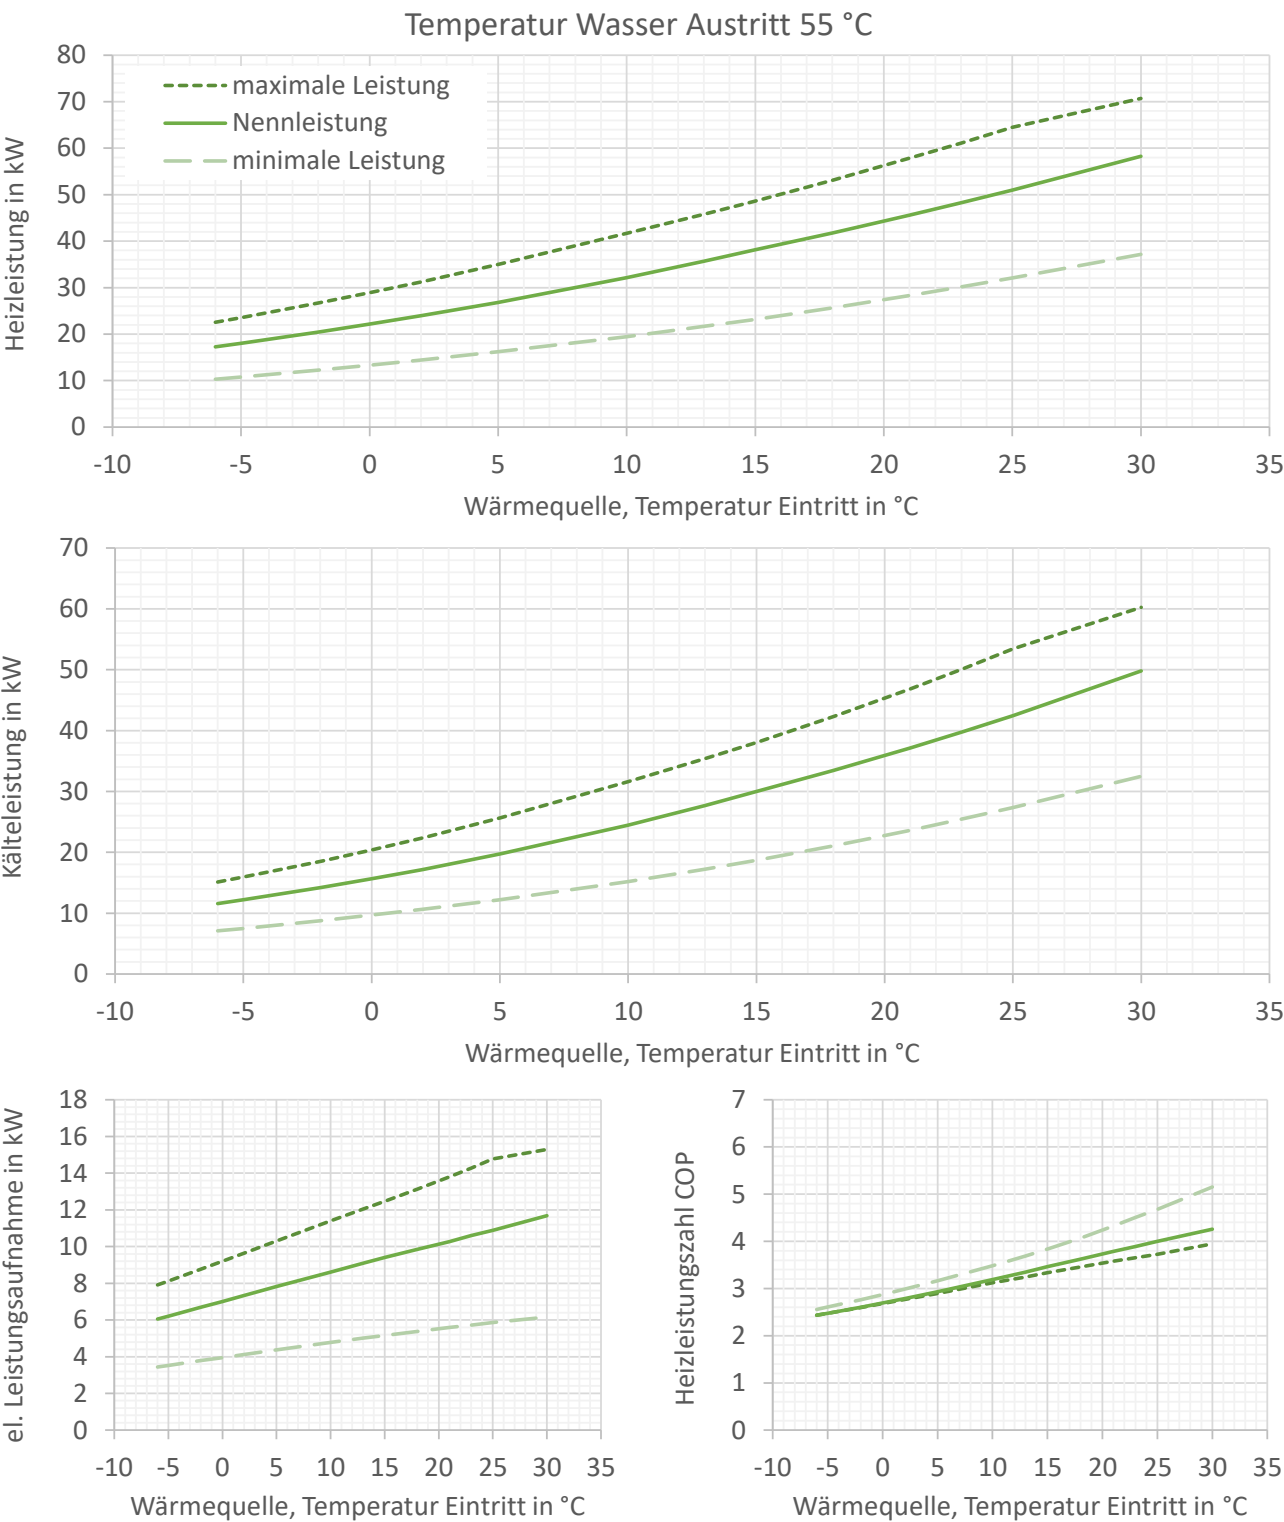 Temperatur Wasser Austritt 55 °C
maximale Leistung
Nennleistung
minimale Leistung
Heizleistung in kW
80
70
60
50
40
30
20
10
0
-10 -5 0 5 10 15 20 25 30 35
Wärmequelle, Temperatur Eintritt in °C
Kälteleistung in kW
70
60
50
40
30
20
10
0
-10 -5 0 5 10 15 20 25 30 35
Wärmequelle, Temperatur Eintritt in °C
el. Leistungsaufnahme in kW
18
16
14
12
10
8
6
4
2
0
-10 -5 0 5 10 15 20 25 30 35
Wärmequelle, Temperatur Eintritt in °C
Heizleistungszahl COP
7
6
5
4
3
2
1
0
-10 -5 0 5 10 15 20 25 30 35
Wärmequelle, Temperatur Eintritt in °C